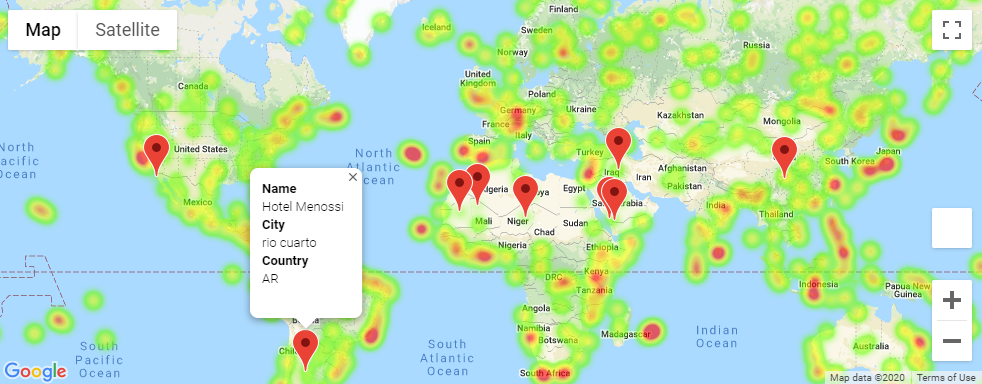 Map
Satellite
Iceland
Finland
Sweden
Norway
Russia
Canada
United
Kingdom
Poland
Germany
Ukraine
Kazakhstan
Mongolia
France
Italy
Spain
Turkey
North
Pacific
Ocean
United States
North
Atlantic
Ocean
Iraq
Iran
Afghanistan
Pakistan
South Korea
Japan
Mexico
Algeria
Egypt
India
Mali
Niger
Sudan
Chad
Thailand
Nigeria
Ethiopia
DRC
Kenya
Tanzania
Indonesia
Papua New
Guinea
Angola
Namibia
Botswana
Madagascar
Indian
Ocean
South
Pacific
Ocean
South
Atlantic
Ocean
Australia
South Africa
Name
Hotel Menossi
City
rio cuarto
Country
AR
Google
Map data ©2020
Terms of Use